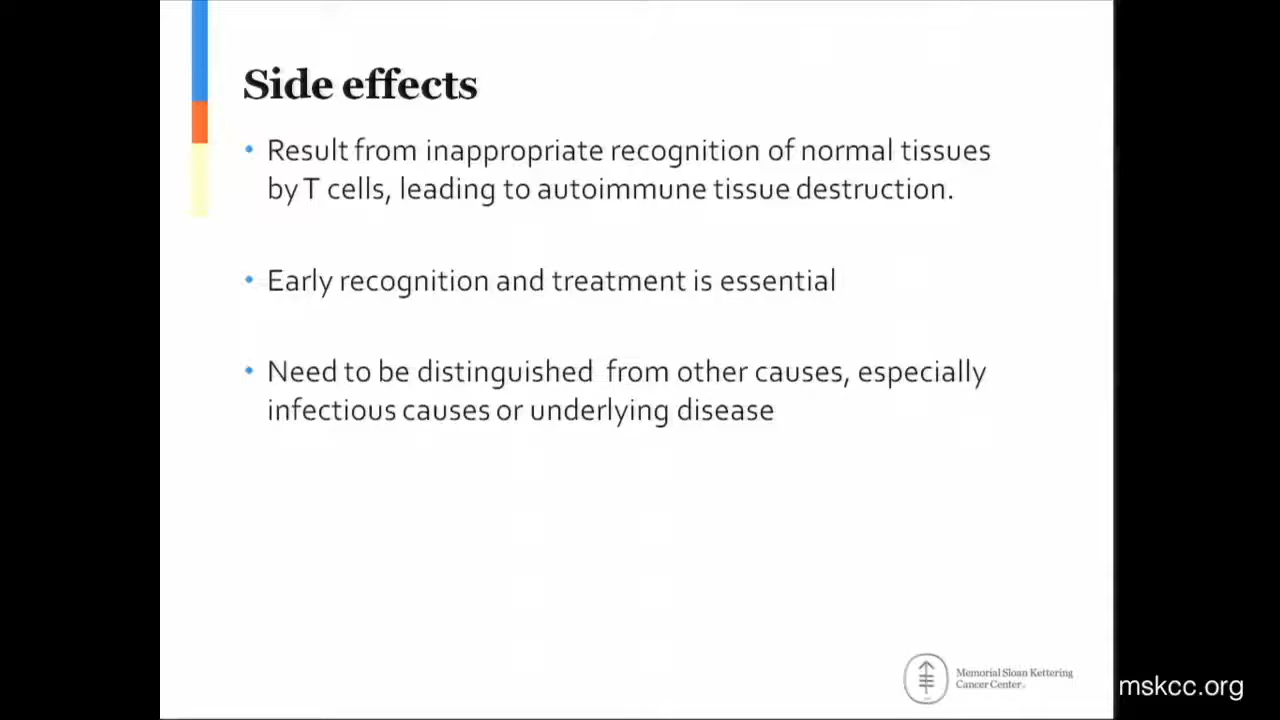 Side effects
• Result from inappropriate recognition of normal tissues
by T cells, leading to autoimmune tissue destruction.
• Early recognition and treatment is essential
• Need to be distinguished from other causes, especially
infectious causes or underlying disease
Memorial Sloan Kettering
Cancer Center
mskcc.org